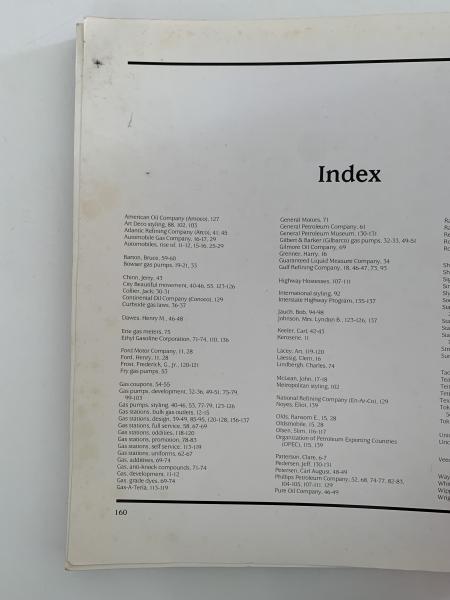 Index
American Oil Company (Amoco), 127
Art Deco styling, 88, 102, 103
Atlantic Refining Company (Arco), 41, 45
Automobile Gas Company, 16-17, 29
Automobiles, rise of, 11-12, 15-16, 25-29
Barton, Bruce, 59-60
Bowser gas pumps, 19-21, 33
Chinn, Jerry, 43
City Beautiful movement, 40-46, 55, 123-126
Collier, Jack, 30-31
Continental Oil Company (Conoco), 129
Curbside gas laws, 36-37
Dawes, Henry M., 46-48
Erie gas meters, 75
Ethyl Gasoline Corporation, 71-74, 110, 136
Ford Motor Company, 11, 28
Ford, Henry, 11, 28
Frost, Frederick, G., Jr., 120-121
Fry gas pumps, 33
Gas coupons, 54-55
Gas pumps, development, 32-36, 49-51, 75-79,
99-103
Gas pumps, styling, 40-46, 53, 77-79, 123-126
Gas stations, bulk gas outlets, 12-15
Gas stations, design, 39-49, 85-95, 120-128, 136-137
Gas stations, full service, 58, 67-69
Gas stations, oddities, 118-120
Gas stations, promotion, 78-83
Gas stations, self service, 113-119
Gas stations, uniforms, 62-67
Gas, additives, 69-74
Gas, anti-knock compounds, 71-74
Gas, development, 11-12
Gas, grade dyes, 69-74
Gas-A-Teria, 113-119
General Motors, 71
General Petroleum Company, 61
General Petroleum Museum, 130-131
Gilbert & Barker (Gilbarco) gas pumps, 32-33, 49-51
Gilmore Oil Company, 69
Grenner, Harry, 16
Guaranteed Liquid Measure Company, 34
Gulf Refining Company, 18, 46-47, 73, 93
Highway Hostesses, 107-111
International styling, 92
Interstate Highway Program, 135-137
Jauch, Bob, 94-98
Johnson, Mrs. Lyndon B., 123-126, 137
Keeler, Carl, 42-43
Kerosene, 11
Lacey, Art, 119-120
Laessig, Clem, 16
Lindbergh, Charles, 74
McLean, John, 17-18
Metropolitan styling, 102
National Refining Company (En-Ar-Co), 129
Noyes, Eliot, 139
Olds, Ransom E., 15, 28
Oldsmobile, 15, 28
Olsen, Slim, 116-117
Organization of Petroleum Exporting Countries
(OPEC), 115, 139
Patterson, Clare, 6-7
Pedersen, Jeff, 130-131
Petersen, Carl August, 48-49
Phillips Petroleum Company, 52, 68, 74-77, 82-83,
104-105, 107-111, 129
Pure Oil Company, 46-49
160